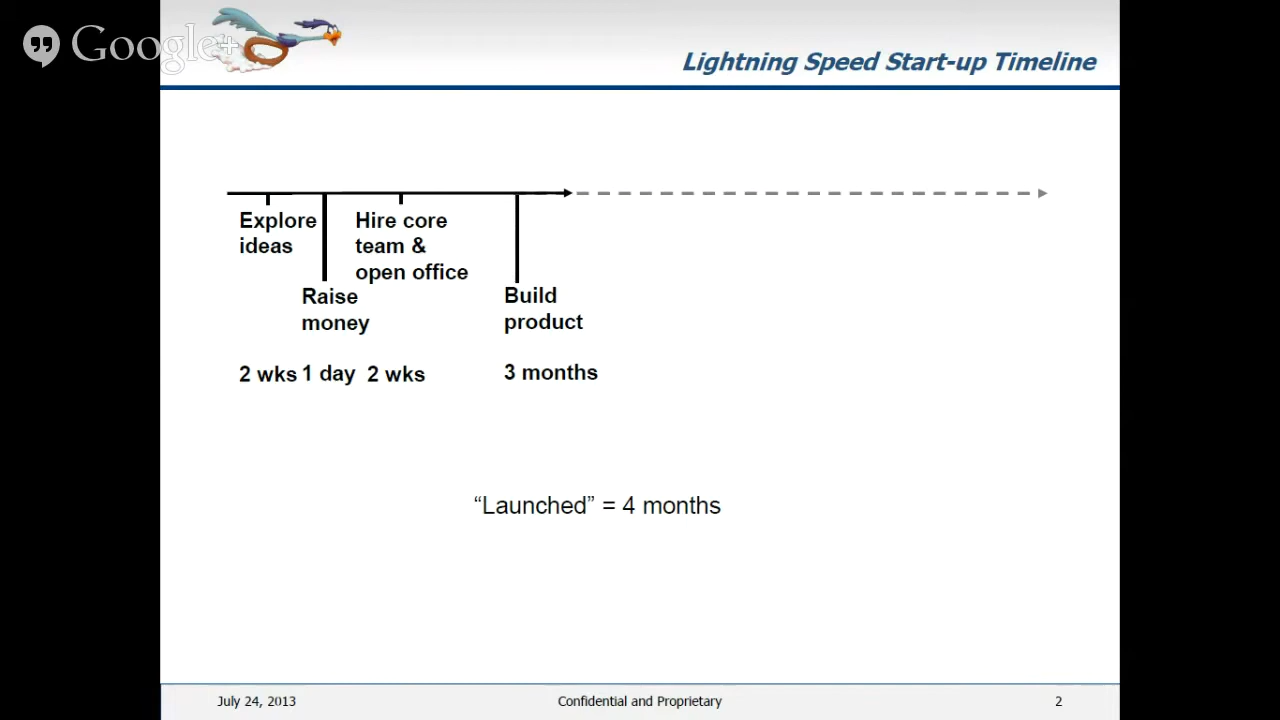 Google+
Lightning Speed Start-up Timeline
Explore
ideas
Raise
money
Hire core
team &
open office
Build
product
2 wks 1 day 2 wks
3 months
“Launched” = 4 months
July 24, 2013
Confidential and Proprietary
2